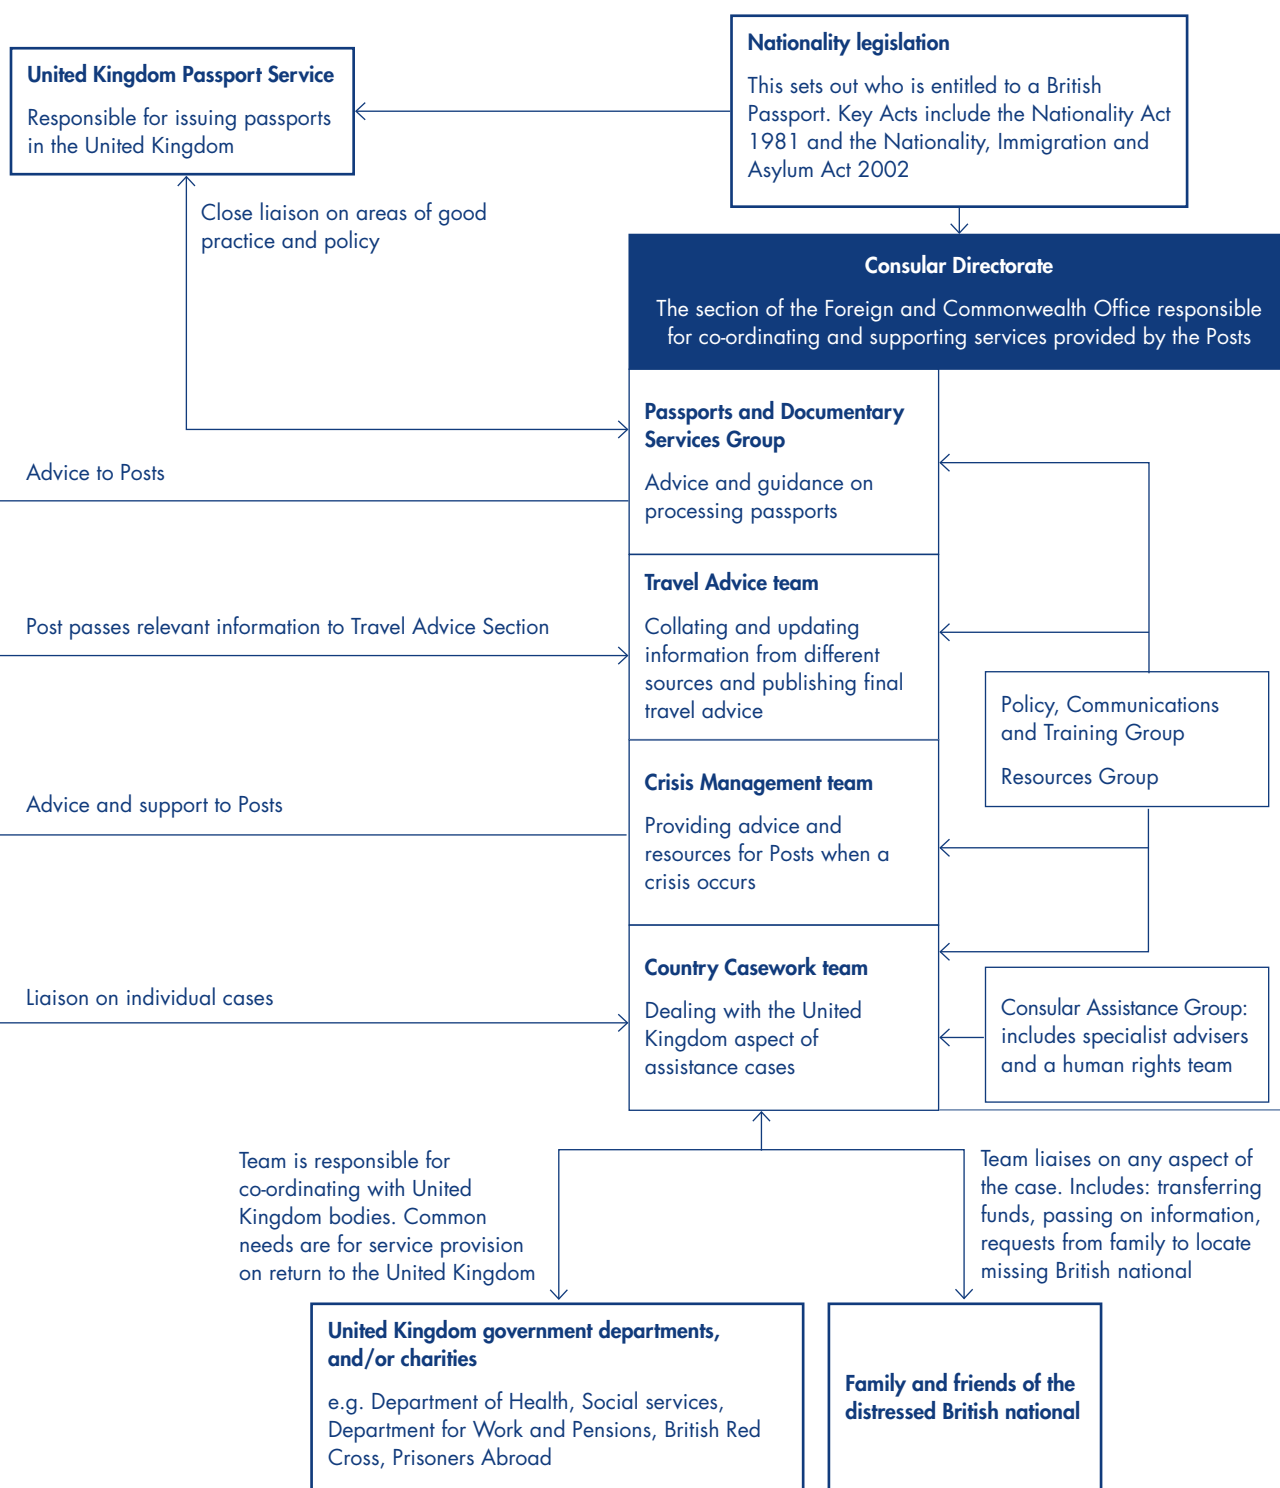 United Kingdom Passport Service
Responsible for issuing passports
in the United Kingdom
Nationality legislation
This sets out who is entitled to a British
Passport. Key Acts include the Nationality Act
1981 and the Nationality, Immigration and
Asylum Act 2002
Close liaison on areas of good
practice and policy
Consular Directorate
The section of the Foreign and Commonwealth Office responsible
for co-ordinating and supporting services provided by the Posts
Passports and Documentary
Services Group
Advice and guidance on
processing passports
Advice to Posts
Travel Advice team
Collating and updating
information from different
sources and publishing final
travel advice
Post passes relevant information to Travel Advice Section
Policy, Communications
and Training Group
Resources Group
Crisis Management team
Providing advice and
resources for Posts when a
crisis occurs
Advice and support to Posts
Country Casework team
Dealing with the United
Kingdom aspect of
assistance cases
Liaison on individual cases
Consular Assistance Group:
includes specialist advisers
and a human rights team
Team is responsible for
co-ordinating with United
Kingdom bodies. Common
needs are for service provision
on return to the United Kingdom
Team liaises on any aspect of
the case. Includes: transferring
funds, passing on information,
requests from family to locate
missing British national
United Kingdom government departments,
and/or charities
e.g. Department of Health, Social services,
Department for Work and Pensions, British Red
Cross, Prisoners Abroad
Family and friends of the
distressed British national